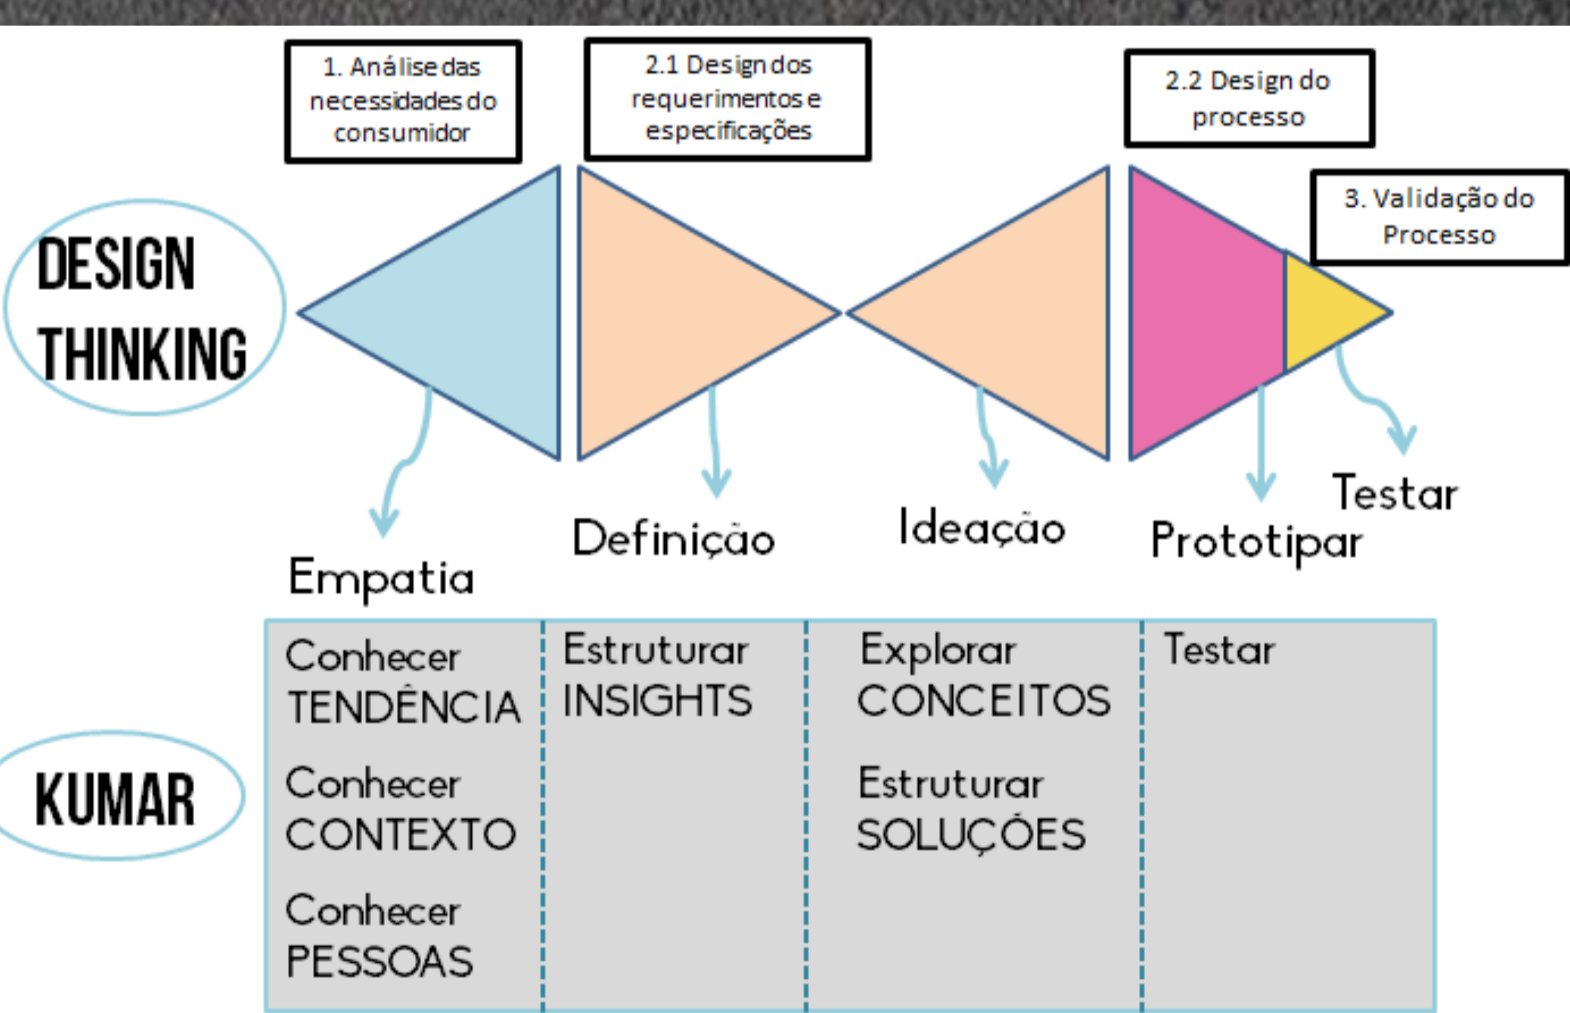 1. Análise das
necessidades do
consumidor
2.1 Design dos
requerimentos e
especificações
2.2 Design do
processo
3. Validação do
Processo
DESIGN
THINKING
Empatia
Definição
Ideação
Prototipar
Testar
KUMAR
Conhecer
TENDÊNCIA
Conhecer
CONTEXTO
Conhecer
PESSOAS
Estruturar
INSIGHTS
Explorar
CONCEITOS
Estruturar
SOLUÇÕES
Testar